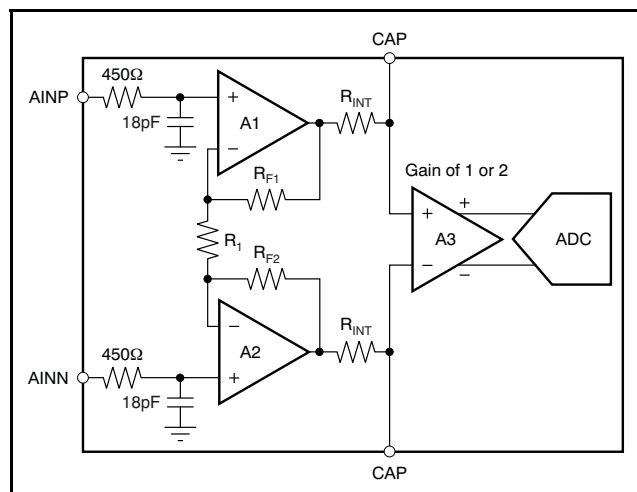 CAP
450Ω
AINP
18pF
+
A1
−
R_INT
R_F1
Gain of 1 or 2
R_1
+
+
A3
ADC
−
−
R_F2
−
R_INT
A2
450Ω
AINN
+
18pF
CAP